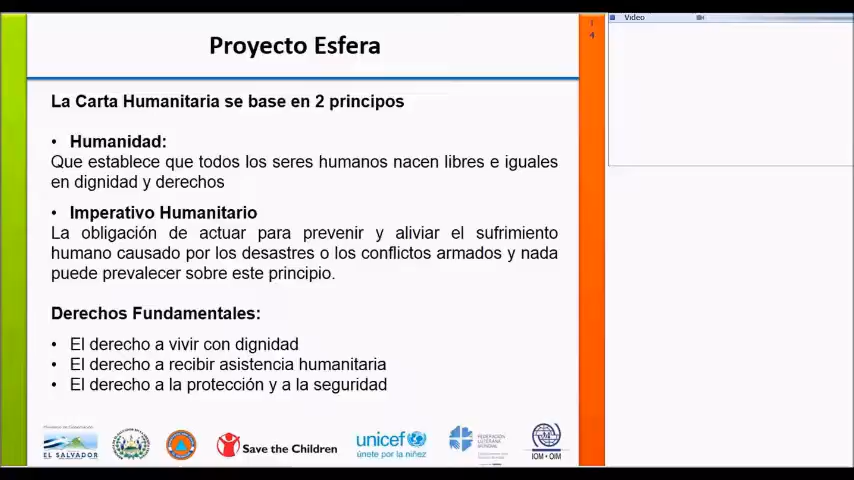 Video
Proyecto Esfera
1
4
La Carta Humanitaria se base en 2 principos
• Humanidad:
Que establece que todos los seres humanos nacen libres e iguales
en dignidad y derechos
• Imperativo Humanitario
La obligación de actuar para prevenir y aliviar el sufrimiento
humano causado por los desastres o los conflictos armados y nada
puede prevalecer sobre este principio.
Derechos Fundamentales:
• El derecho a vivir con dignidad
• El derecho a recibir asistencia humanitaria
• El derecho a la protección y a la seguridad
EL SALVADOR
Save the Children
unicef
únete por la niñez
FEDERACIÓN
LUTERANA
MUNDIAL
IOM • OIM